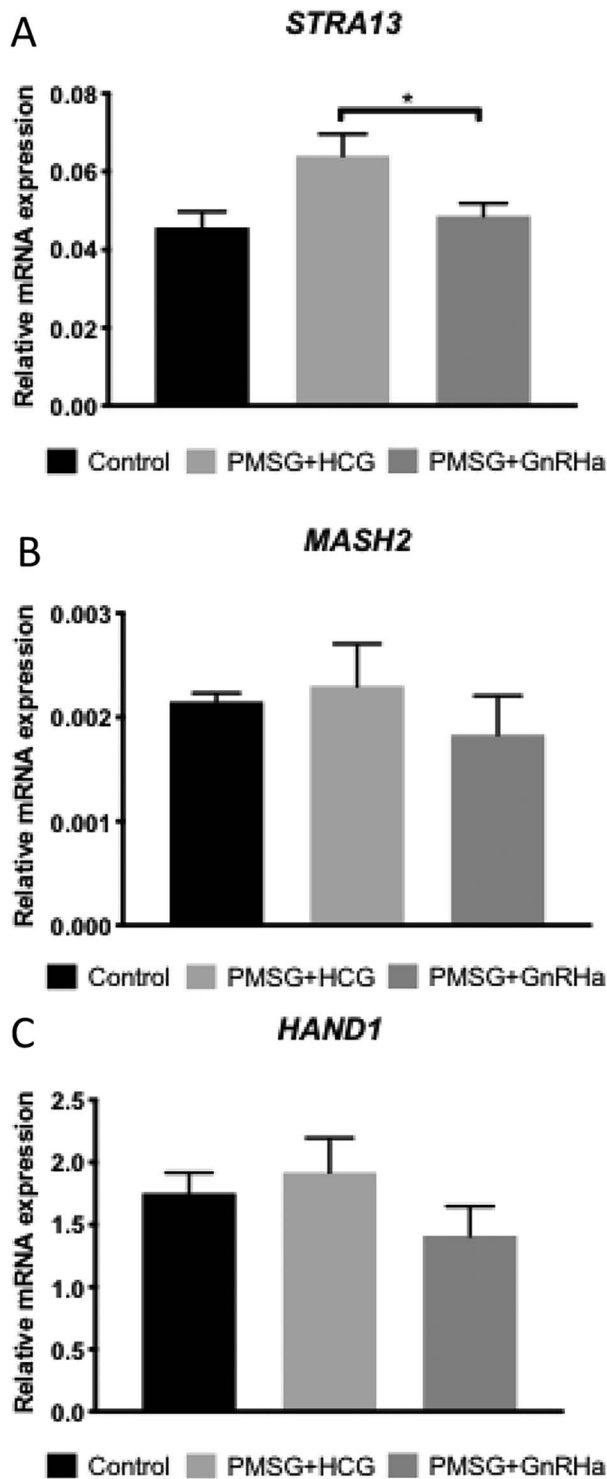 A
STRA13
Relative mRNA expression
0.08
*
0.06
0.04
0.02
0.00
Control PMSG+HCG PMSG+GnRHa
B
MASH2
Relative mRNA expression
0.003
0.002
0.001
0.000
Control PMSG+HCG PMSG+GnRHa
C
HAND1
Relative mRNA expression
2.5
2.0
1.5
1.0
0.5
0.0
Control PMSG+HCG PMSG+GnRHa